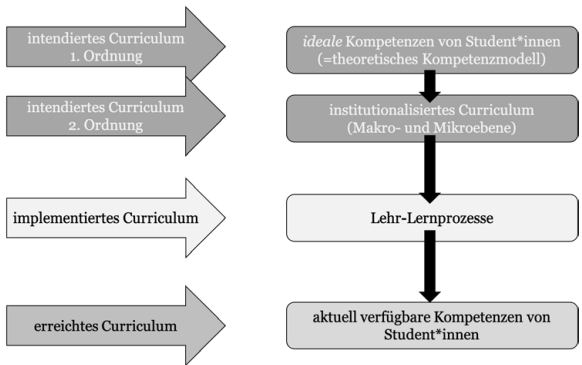 intendiertes Curriculum
1. Ordnung
ideale Kompetenzen von Student*innen
(=theoretisches Kompetenzmodell)
intendiertes Curriculum
2. Ordnung
institutionalisiertes Curriculum
(Makro- und Mikroebene)
implementiertes Curriculum
Lehr-Lernprozesse
erreichtes Curriculum
aktuell verfügbare Kompetenzen von
Student*innen